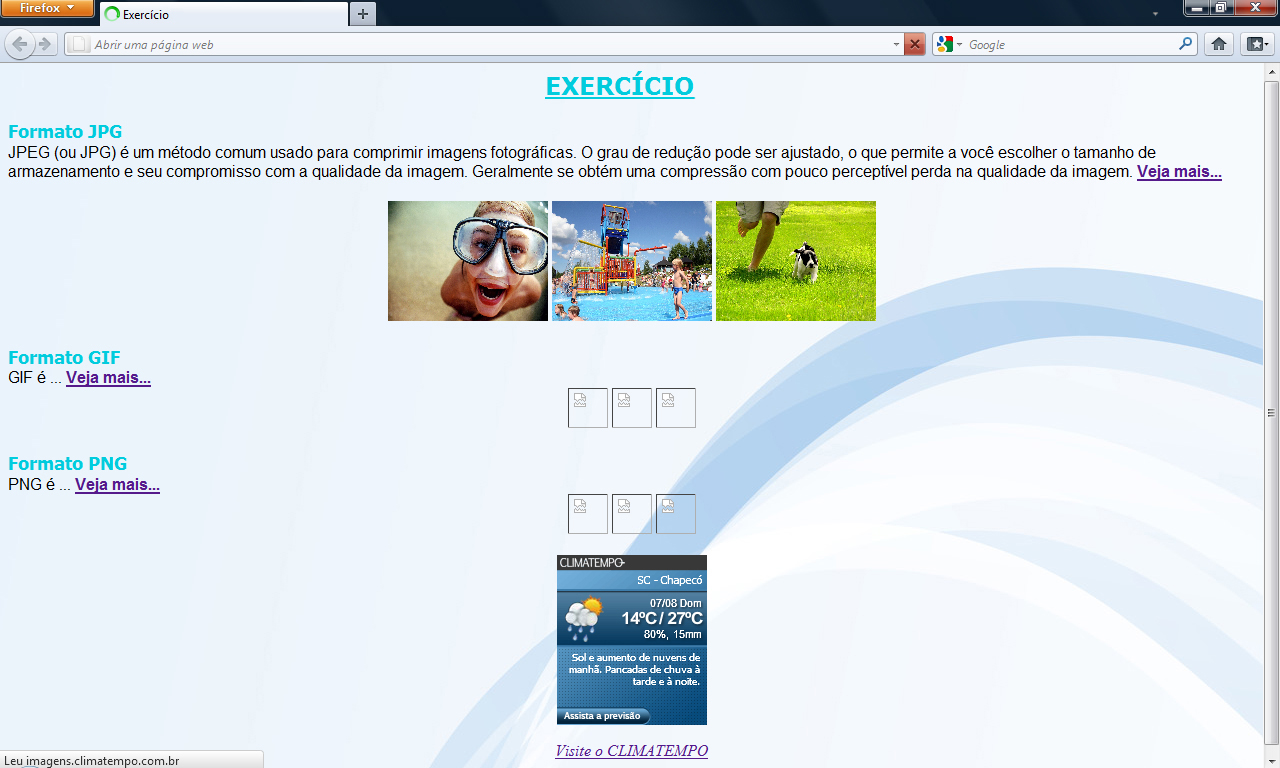 Firefox
Exercício
Abrir uma página web
Google
EXERCÍCIO
Formato JPG
JPEG (ou JPG) é um método comum usado para comprimir imagens fotográficas. O grau de redução pode ser ajustado, o que permite a você escolher o tamanho de
armazenamento e seu compromisso com a qualidade da imagem. Geralmente se obtém uma compressão com pouco perceptível perda na qualidade da imagem. Veja mais...
Formato GIF
GIF é ... Veja mais...
Formato PNG
PNG é ... Veja mais...
CLIMATEMPO
SC - Chapecó
07/08 Dom
14ºC / 27ºC
80%, 15mm
Sol e aumento de nuvens de
manhã. Pancadas de chuva à
tarde e à noite.
Assista a previsão
Visite o CLIMATEMPO
Leu imagens.climatempo.com.br